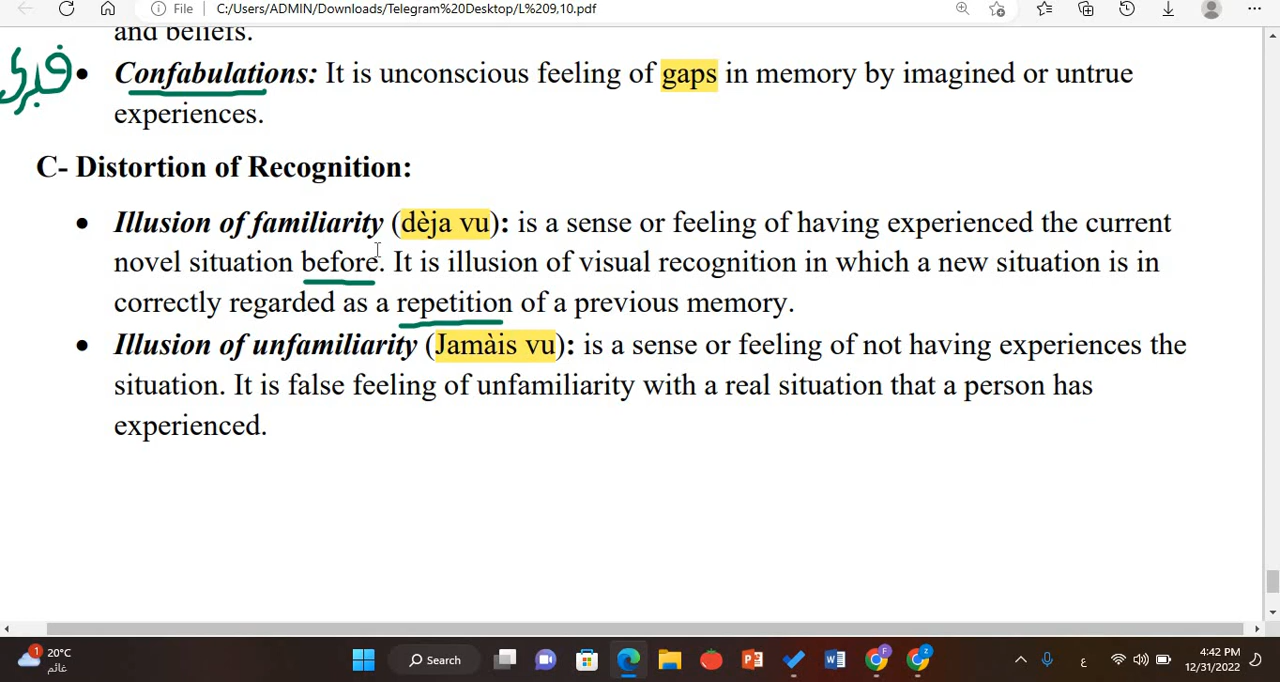 File | C:/Users/ADMIN/Downloads/Telegram%20Desktop/L%209,10.pdf
and beliefs.
• Confabulations: It is unconscious feeling of gaps in memory by imagined or untrue
experiences.
C- Distortion of Recognition:
• Illusion of familiarity (dèja vu): is a sense or feeling of having experienced the current
novel situation before. It is illusion of visual recognition in which a new situation is in
correctly regarded as a repetition of a previous memory.
• Illusion of unfamiliarity (Jamàis vu): is a sense or feeling of not having experiences the
situation. It is false feeling of unfamiliarity with a real situation that a person has
experienced.
1
20°C
غائم
Search
ع
4:42 PM
12/31/2022